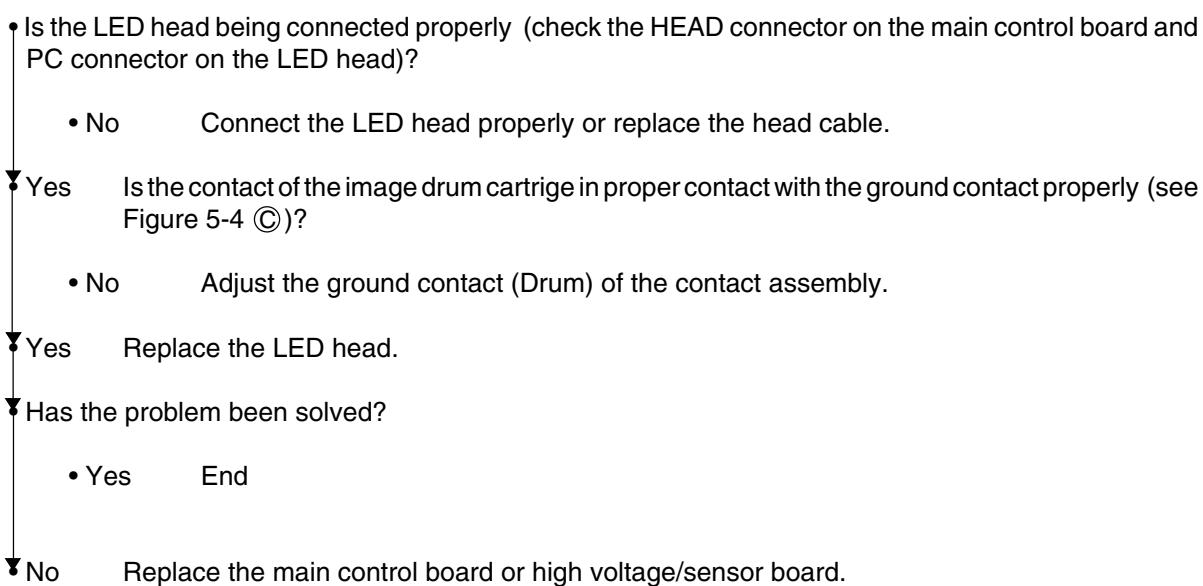 • Is the LED head being connected properly (check the HEAD connector on the main control board and
PC connector on the LED head)?
• No Connect the LED head properly or replace the head cable.
Yes Is the contact of the image drum cartrige in proper contact with the ground contact properly (see
Figure 5-4 Ⓒ)?
• No Adjust the ground contact (Drum) of the contact assembly.
Yes Replace the LED head.
Has the problem been solved?
• Yes End
No Replace the main control board or high voltage/sensor board.